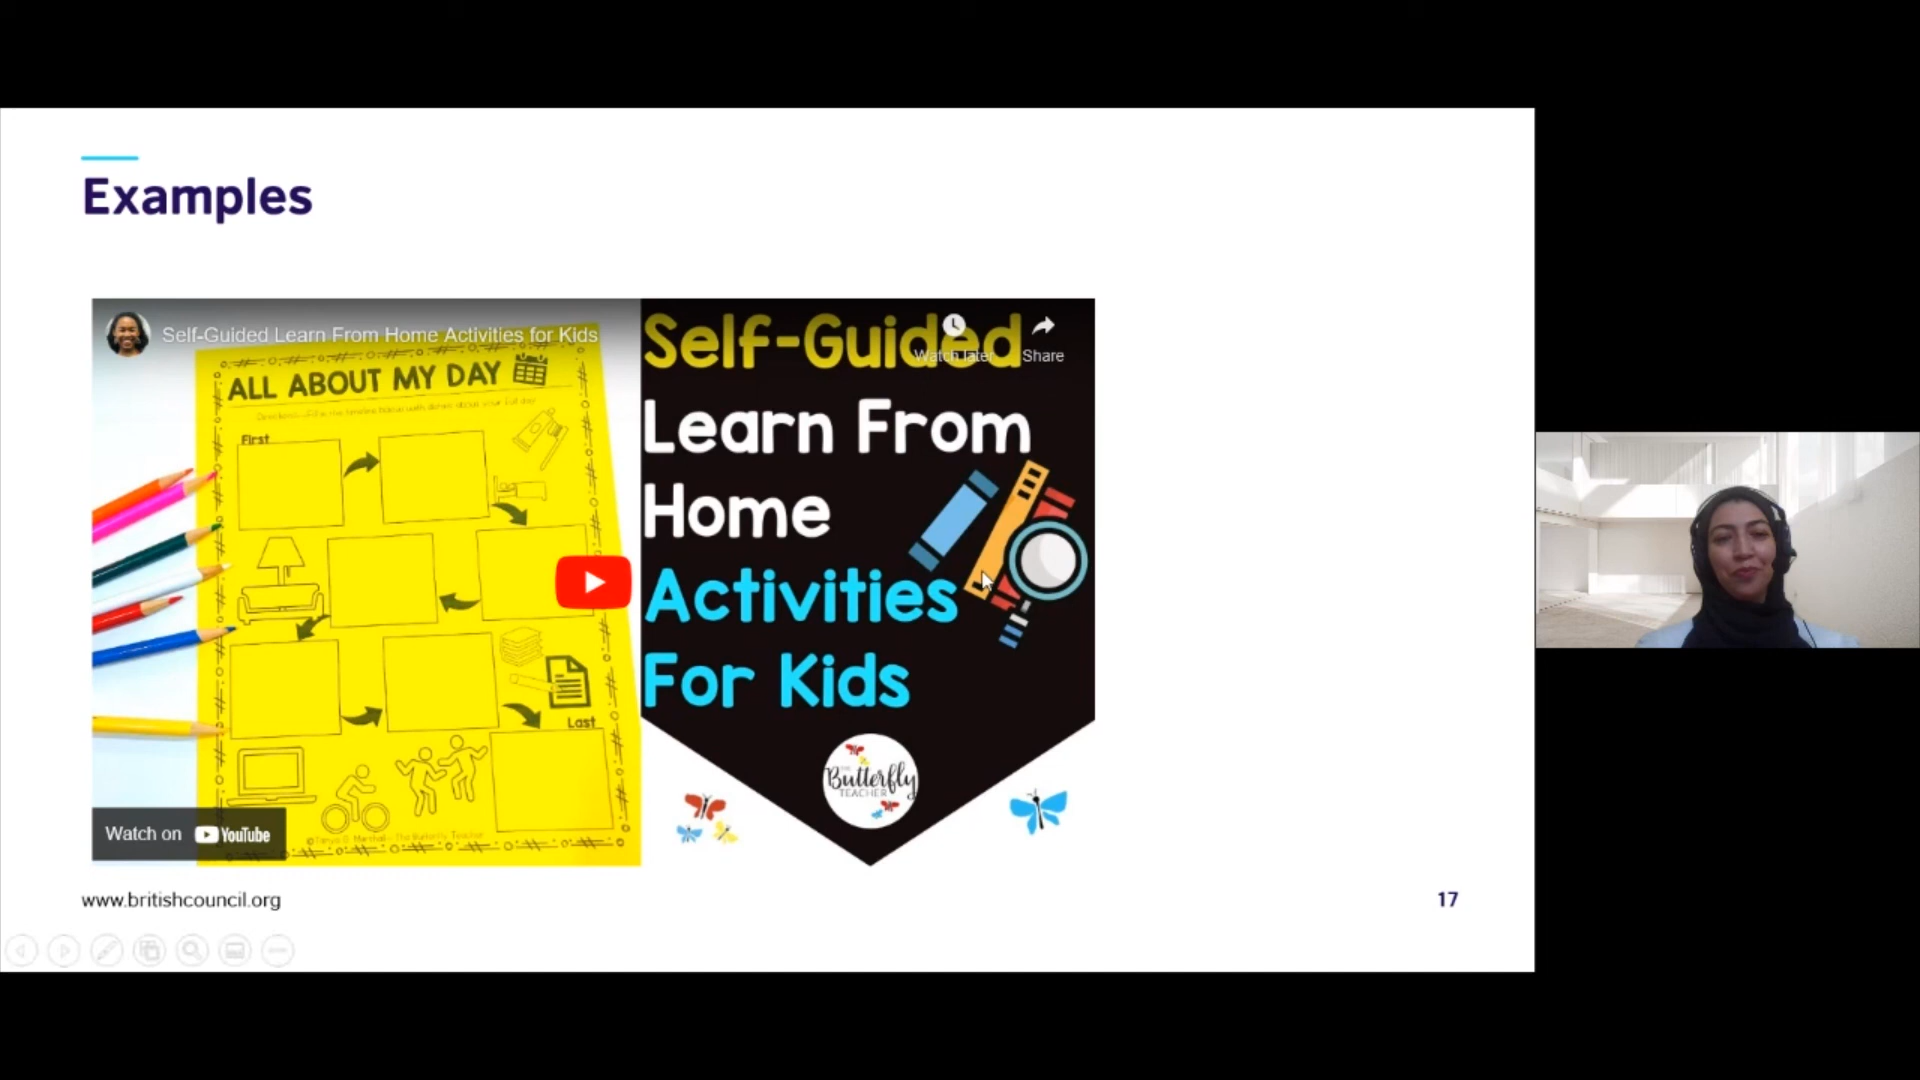 Examples
Self-Guided Learn From Home Activities for Kids
Watch later
Share
ALL ABOUT MY DAY
First
Last
Self-Guided
Learn From
Home
Activities
For Kids
THE
Butterfly
TEACHER
Watch on YouTube
www.britishcouncil.org
17